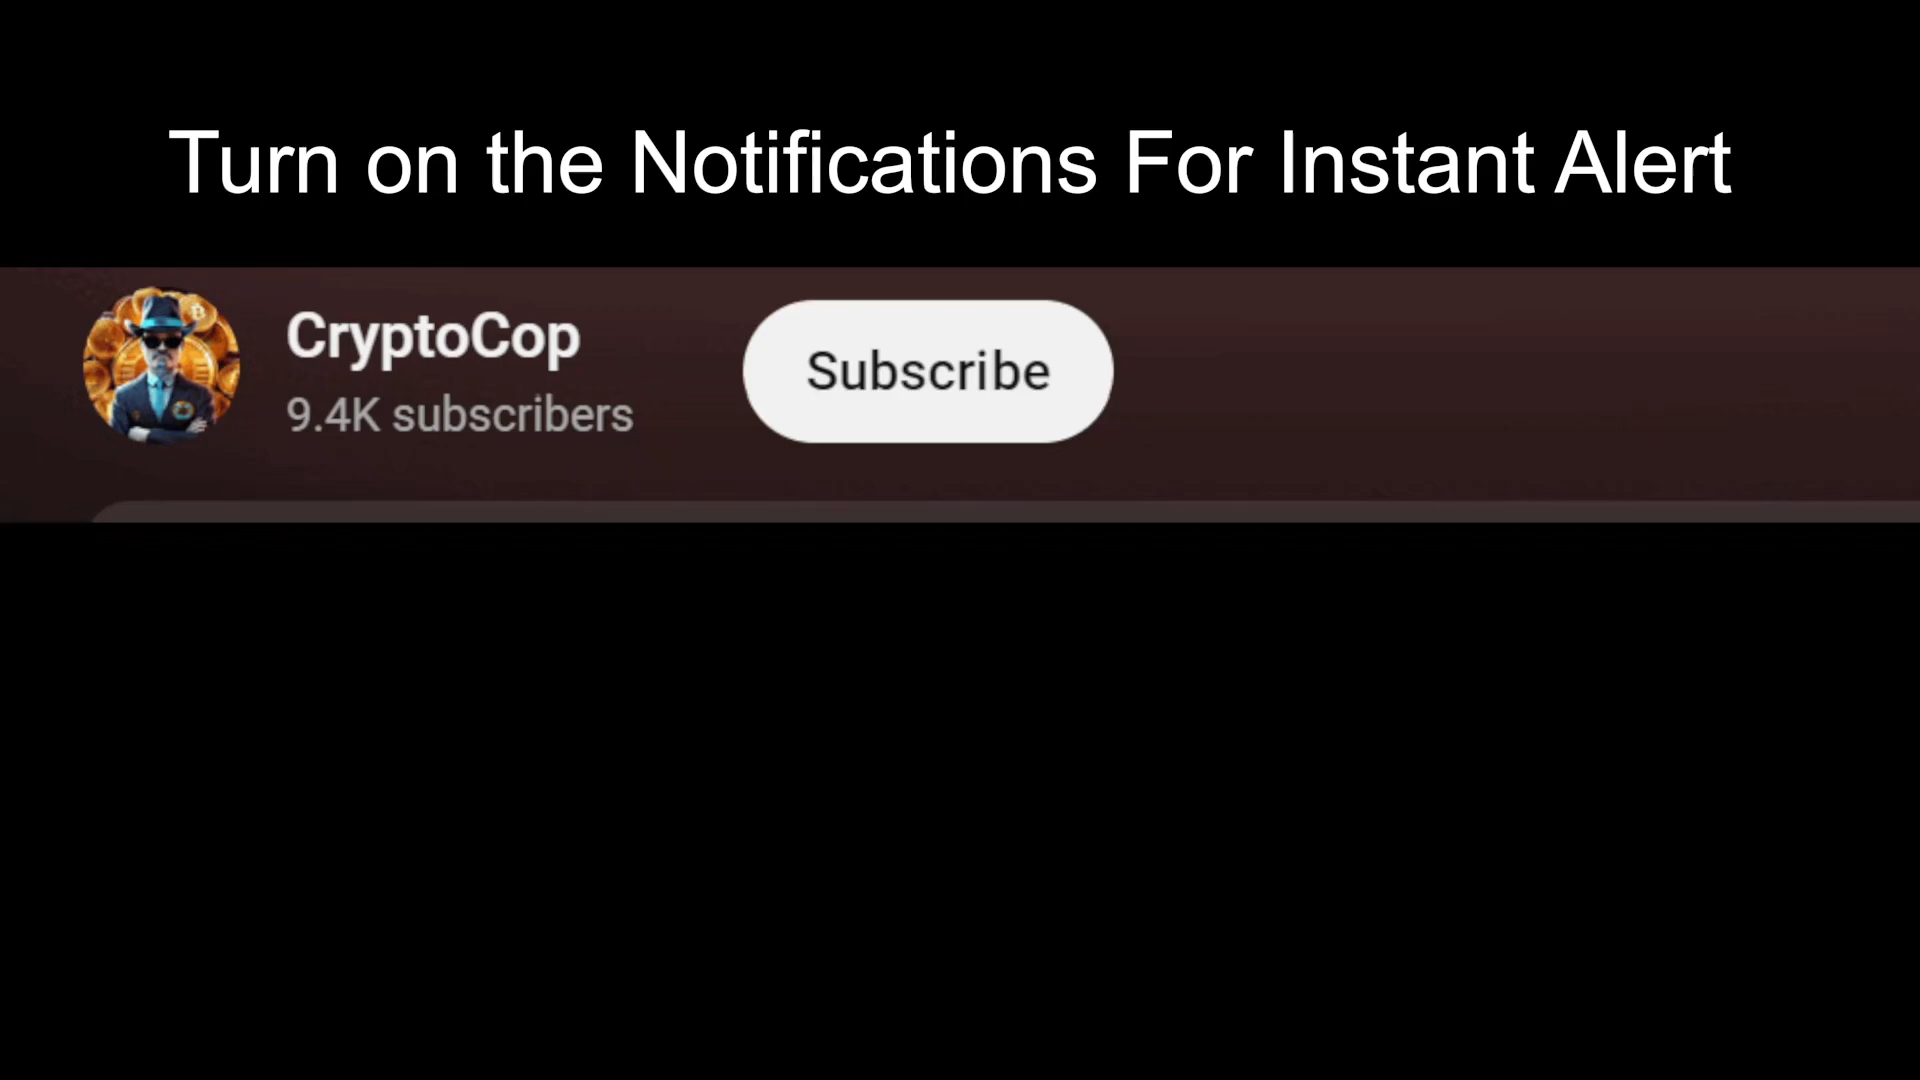 Turn on the Notifications For Instant Alert
CryptoCop
9.4K subscribers
Subscribe